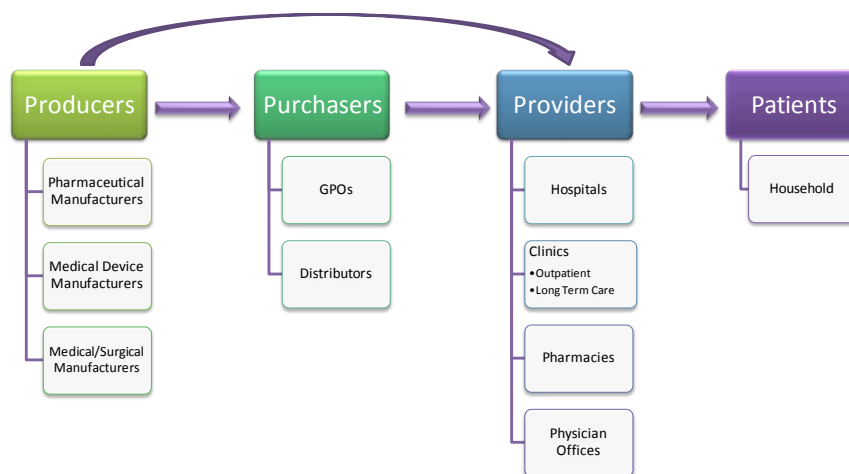 Producers
Pharmaceutical
Manufacturers
Medical Device
Manufacturers
Medical/Surgical
Manufacturers
Purchasers
GPOs
Distributors
Providers
Hospitals
Clinics
•Outpatient
•Long Term Care
Pharmacies
Physician
Offices
Patients
Household